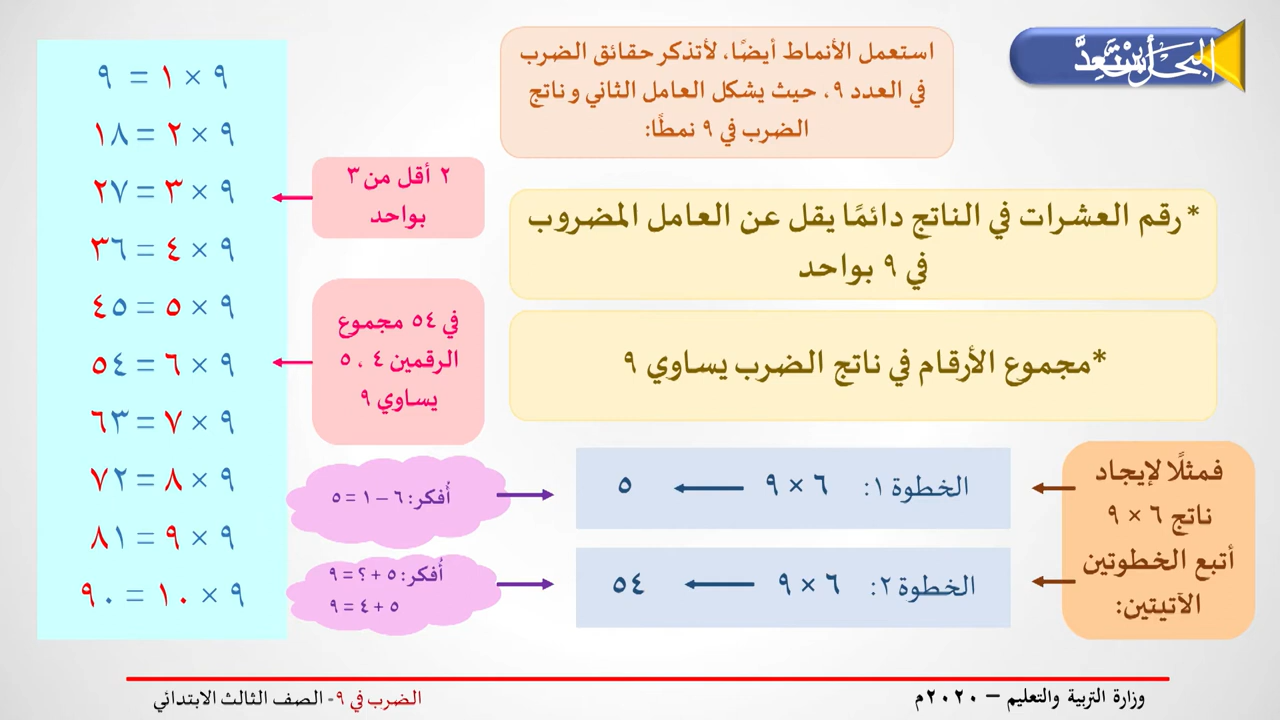 أستعد
استعمل الأنماط أيضًا، لأتذكر حقائق الضرب
في العدد ٩، حيث يشكل العامل الثاني و ناتج
الضرب في ٩ نمطًا:
*رقم العشرات في الناتج دائمًا يقل عن العامل المضروب
في ٩ بواحد
*مجموع الأرقام في ناتج الضرب يساوي ٩
٩ × ١ = ٩
٩ × ٢ = ١٨
٩ × ٣ = ٢٧
٩ × ٤ = ٣٦
٩ × ٥ = ٤٥
٩ × ٦ = ٥٤
٩ × ٧ = ٦٣
٩ × ٨ = ٧٢
٩ × ٩ = ٨١
٩ × ١٠ = ٩٠
٢ أقل من ٣
بواحد
في ٥٤ مجموع
الرقمين ٤ ، ٥
يساوي ٩
فمثلًا لإيجاد
ناتج ٦ × ٩
أتبع الخطوتين
الآتيتين:
الخطوة ١: ٦ × ٩ ٥
أُفكر: ٦ – ١ = ٥
الخطوة ٢: ٦ × ٩ ٥٤
أُفكر: ٥ + ؟ = ٩
٥ + ٤ = ٩
وزارة التربية والتعليم – ٢٠٢٠م
الضرب في ٩- الصف الثالث الابتدائي